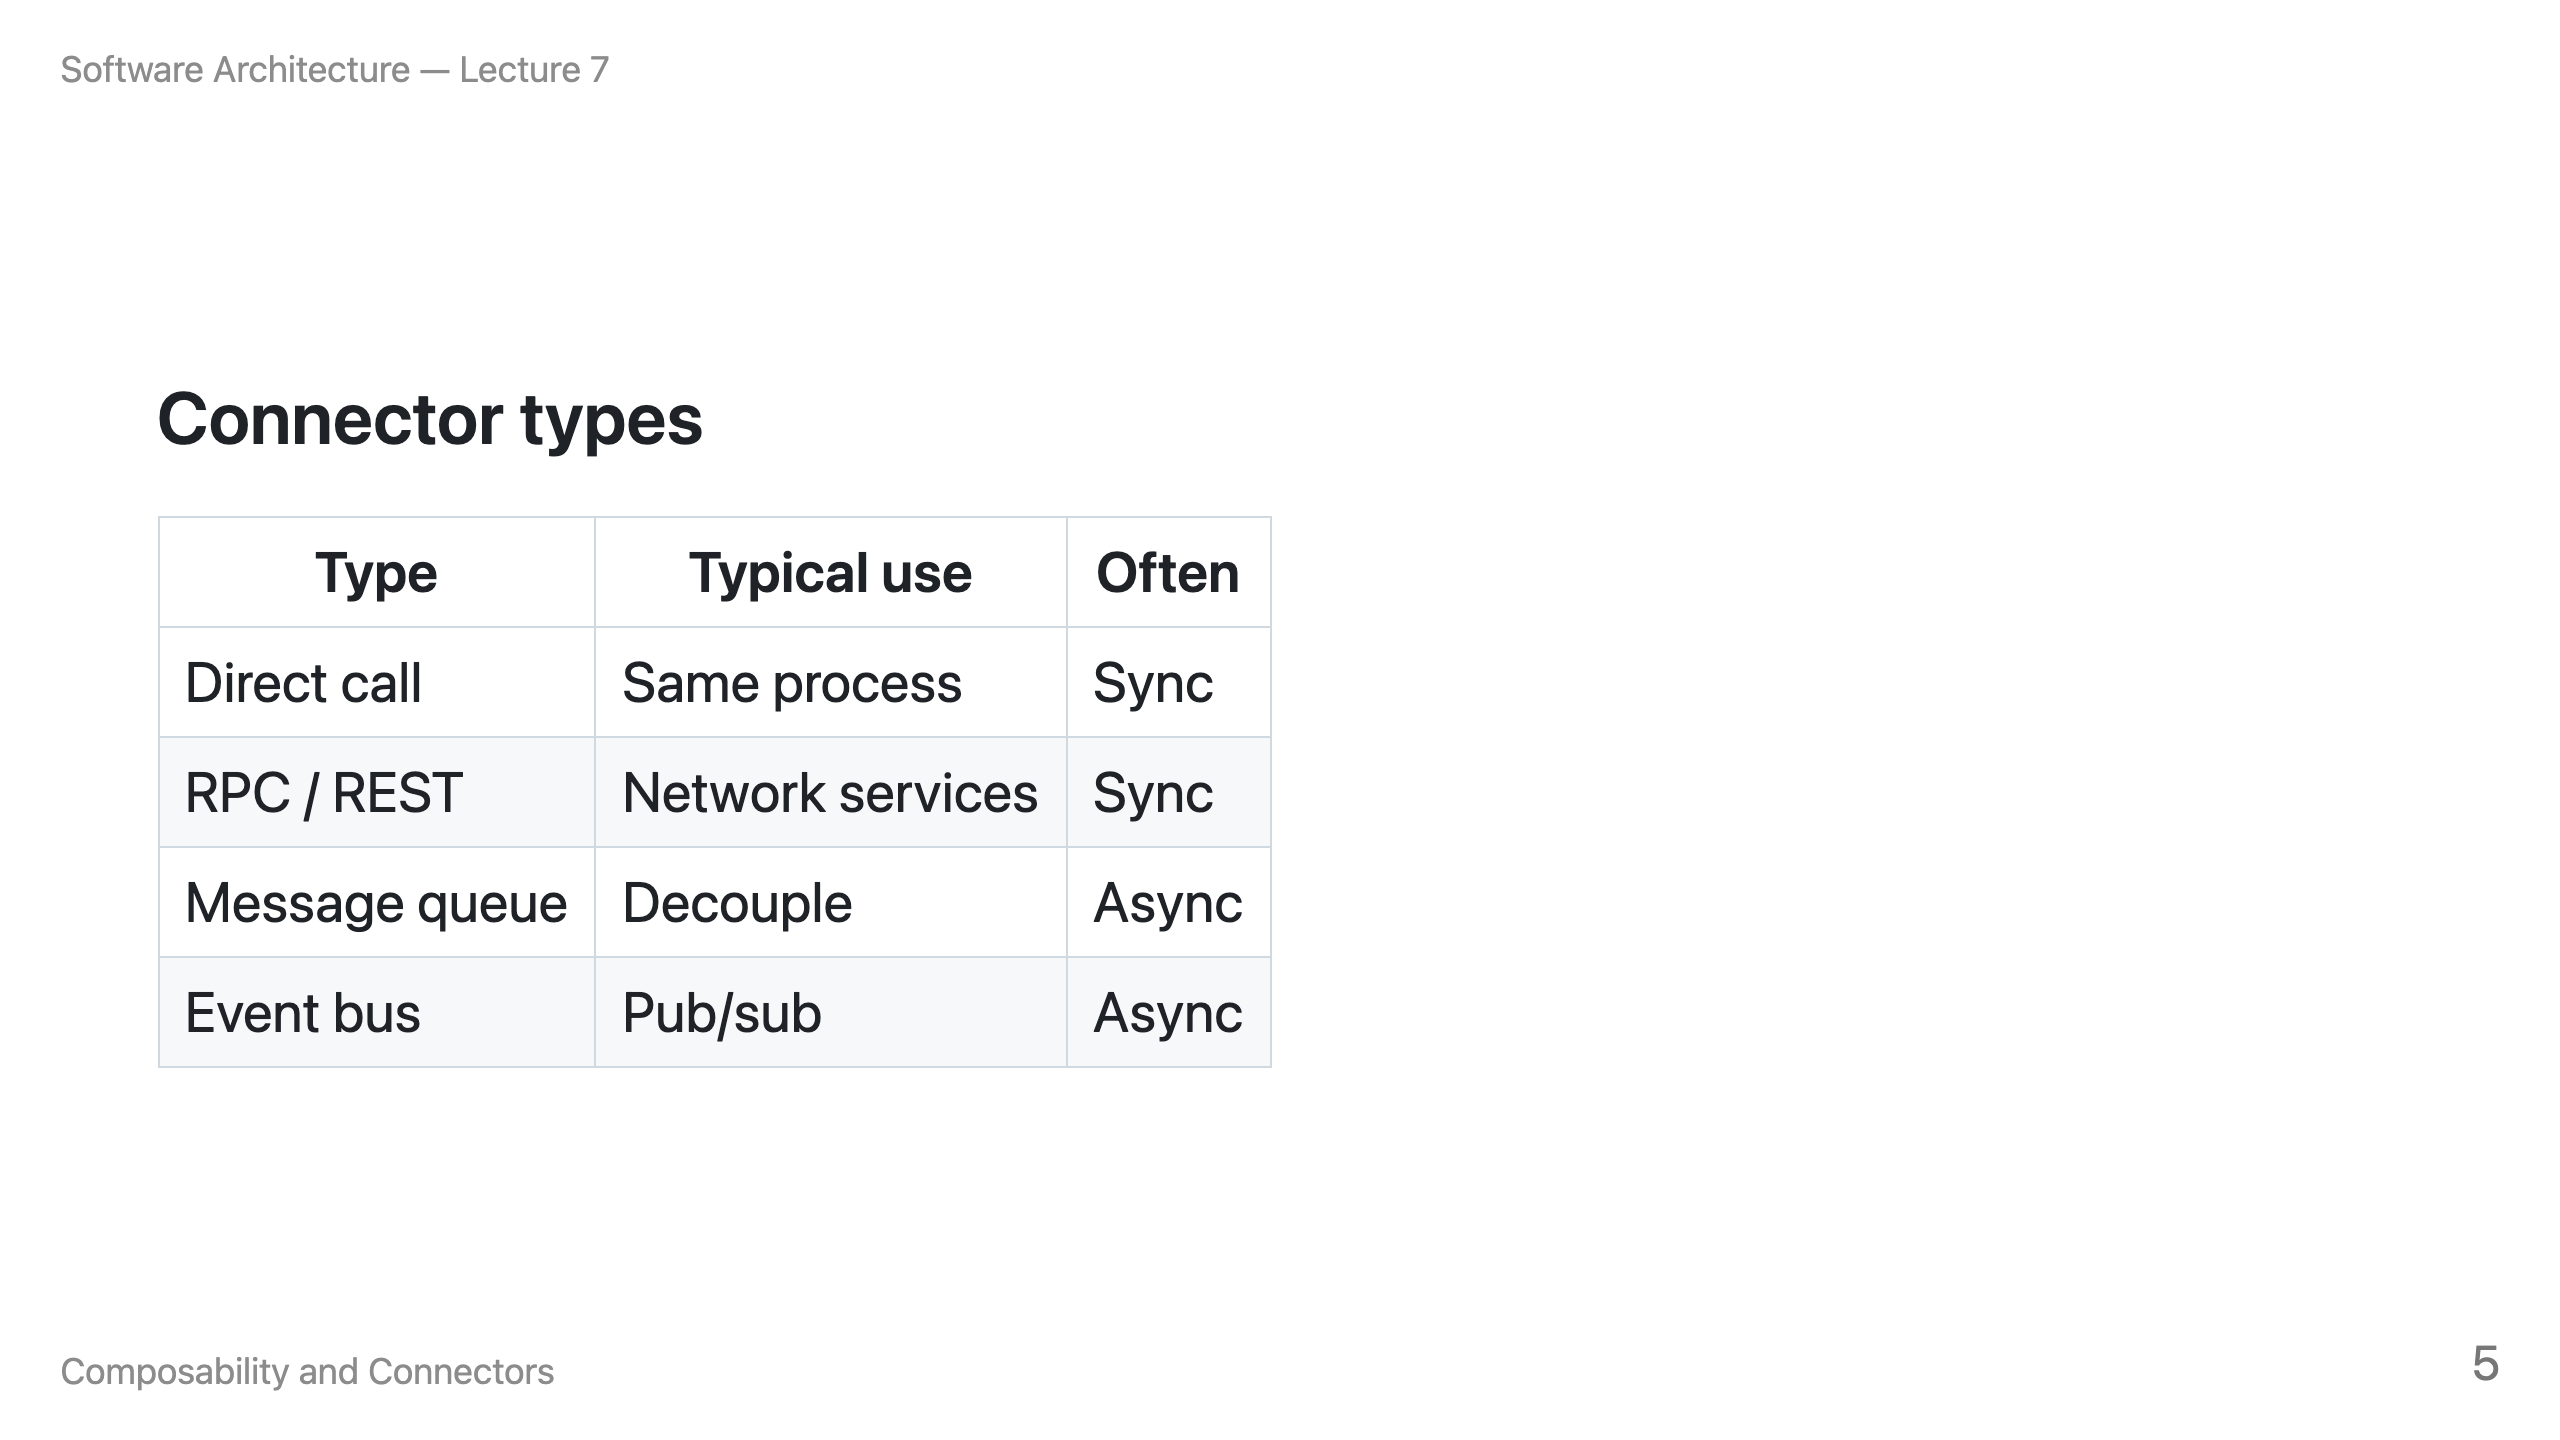 Software Architecture — Lecture 7
Connector types
Type Typical use Often
Direct call Same process Sync
RPC / REST Network services Sync
Message queue Decouple Async
Event bus Pub/sub Async
Composability and Connectors
5